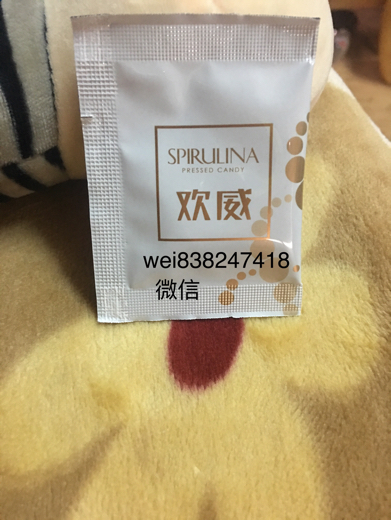 SPIRULINA
PRESSED CANDY
欢威
wei838247418
微信